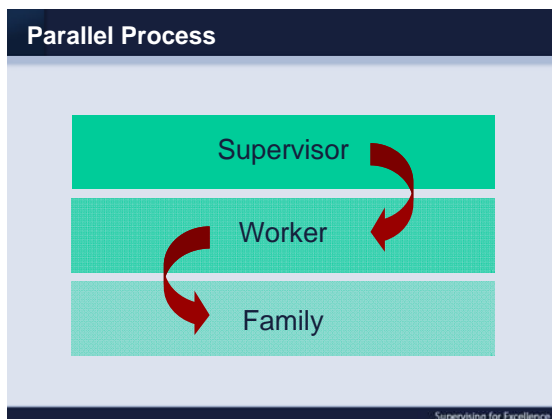 Parallel Process
Supervisor
Worker
Family
Supervising for Excellence